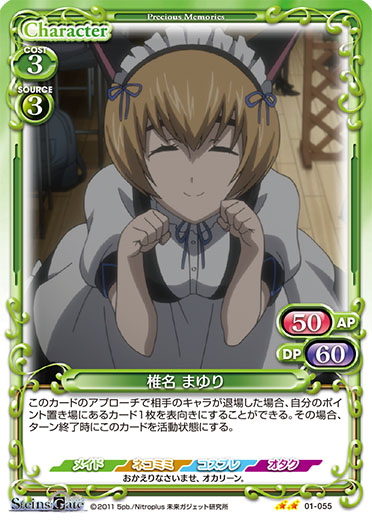 Precious Memories
Character
COST
3
SOURCE
3
50 AP
DP 60
椎名 まゆり
このカードのアプローチで相手のキャラが退場した場合、自分のポ
イント置き場にあるカード1枚を表向きにすることができる。その場合、
ターン終了時にこのカードを活動状態にする。
メイド ネコミミ コスプレ オタク
おかえりなさいませ、オカリーン。
Steins;Gate ©2011 5pb./Nitroplus 未来ガジェット研究所 01-055